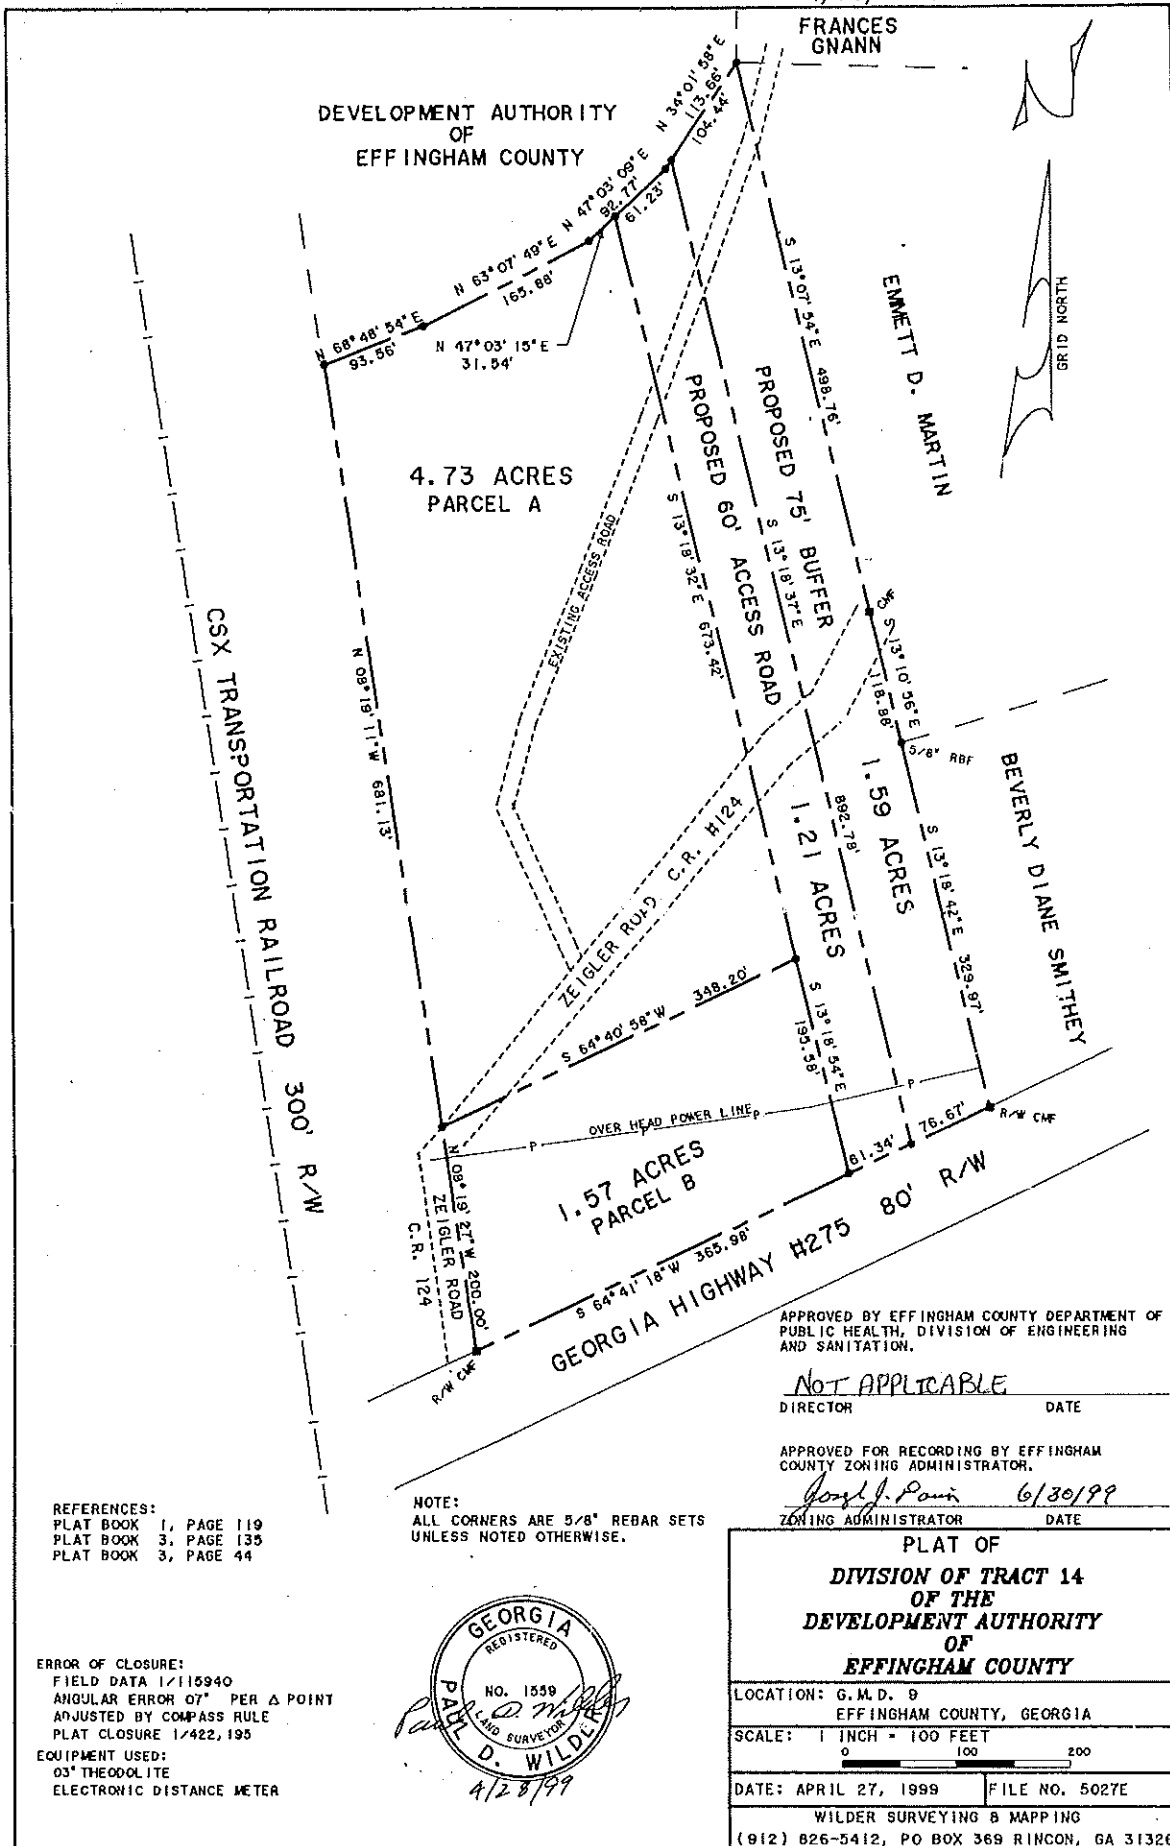 FRANCES
GNANN
DEVELOPMENT AUTHORITY
OF
EFFINGHAM COUNTY
N 34° 01' 58" E
113.66'
104.44'
N 47° 03' 09" E
92.77'
61.23'
N 63° 07' 49" E
165.88'
N 68° 48' 54" E
93.56'
N 47° 03' 15" E
31.54'
S 13° 07' 54" E 498.76'
EMMETT D. MARTIN
GRID NORTH
4.73 ACRES
PARCEL A
PROPOSED 60' ACCESS ROAD
PROPOSED 75' BUFFER
S 13° 18' 32" E 673.42'
S 13° 18' 37" E
892.78'
EXISTING ACCESS ROAD
CMF
S 13° 10' 56" E
118.88'
5/8" RBF
CSX TRANSPORTATION RAILROAD 300' R/W
N 08° 19' 11" W 681.13'
ZEIGLER ROAD C.R. #124
1.21 ACRES
1.59 ACRES
S 13° 18' 42" E 329.97'
BEVERLY DIANE SMITHEY
S 64° 40' 58" W 348.20'
S 13° 18' 54" E
195.58'
OVER HEAD POWER LINE
P
P
P
P
61.34'
76.67'
R/W CMF
1.57 ACRES
PARCEL B
N 08° 19' 27" W 200.00'
ZEIGLER ROAD
C.R. 124
S 64° 41' 18" W 365.98'
GEORGIA HIGHWAY #275 80' R/W
R/W CMF
APPROVED BY EFFINGHAM COUNTY DEPARTMENT OF
PUBLIC HEALTH, DIVISION OF ENGINEERING
AND SANITATION.
NOT APPLICABLE
DIRECTOR DATE
APPROVED FOR RECORDING BY EFFINGHAM
COUNTY ZONING ADMINISTRATOR.
6/30/99
ZONING ADMINISTRATOR DATE
REFERENCES:
PLAT BOOK 1, PAGE 119
PLAT BOOK 3, PAGE 135
PLAT BOOK 3, PAGE 44
NOTE:
ALL CORNERS ARE 5/8" REBAR SETS
UNLESS NOTED OTHERWISE.
ERROR OF CLOSURE:
FIELD DATA 1/115940
ANGULAR ERROR 07" PER Δ POINT
ADJUSTED BY COMPASS RULE
PLAT CLOSURE 1/422,195
EQUIPMENT USED:
03" THEODOLITE
ELECTRONIC DISTANCE METER
GEORGIA
REGISTERED
NO. 1559
LAND SURVEYOR
PAUL D. WILDER
Paul D. Wilder
4/28/99
PLAT OF
DIVISION OF TRACT 14
OF THE
DEVELOPMENT AUTHORITY
OF
EFFINGHAM COUNTY
LOCATION: G.M.D. 9
EFFINGHAM COUNTY, GEORGIA
SCALE: 1 INCH = 100 FEET
0 100 200
DATE: APRIL 27, 1999 FILE NO. 5027E
WILDER SURVEYING & MAPPING
(912) 826-5412, PO BOX 369 RINCON, GA 31326